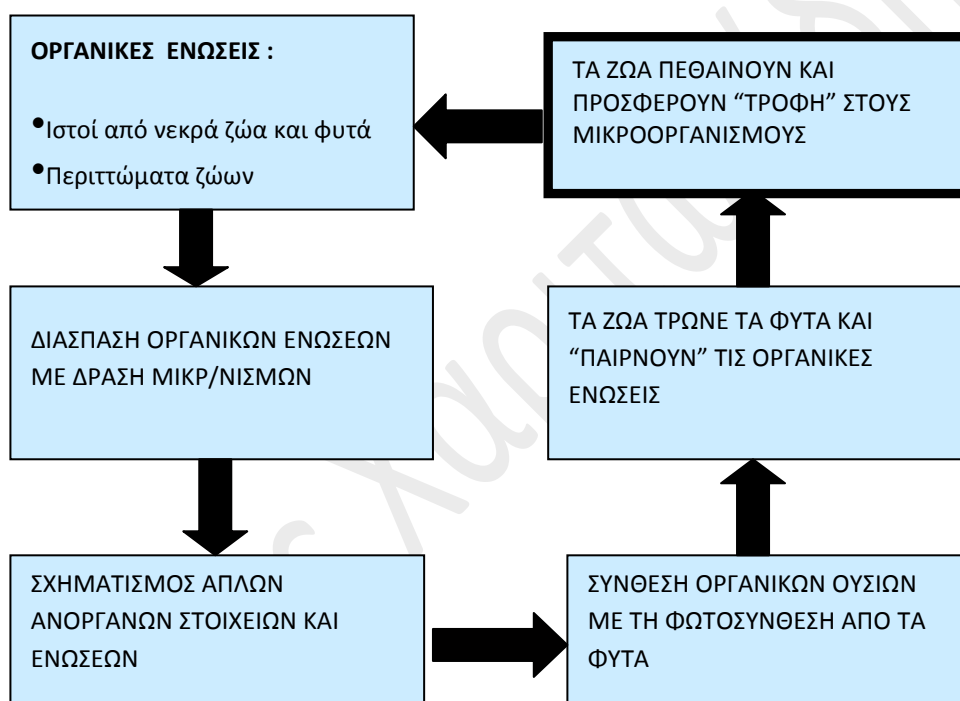 ΟΡΓΑΝΙΚΕΣ ΕΝΩΣΕΙΣ :
•Ιστοί από νεκρά ζώα και φυτά
•Περιττώματα ζώων
ΔΙΑΣΠΑΣΗ ΟΡΓΑΝΙΚΩΝ ΕΝΩΣΕΩΝ
ΜΕ ΔΡΑΣΗ ΜΙΚΡ/ΝΙΣΜΩΝ
ΣΧΗΜΑΤΙΣΜΟΣ ΑΠΛΩΝ
ΑΝΟΡΓΑΝΩΝ ΣΤΟΙΧΕΙΩΝ ΚΑΙ
ΕΝΩΣΕΩΝ
ΣΥΝΘΕΣΗ ΟΡΓΑΝΙΚΩΝ ΟΥΣΙΩΝ
ΜΕ ΤΗ ΦΩΤΟΣΥΝΘΕΣΗ ΑΠΟ ΤΑ
ΦΥΤΑ
ΤΑ ΖΩΑ ΤΡΩΝΕ ΤΑ ΦΥΤΑ ΚΑΙ
“ΠΑΙΡΝΟΥΝ” ΤΙΣ ΟΡΓΑΝΙΚΕΣ
ΕΝΩΣΕΙΣ
ΤΑ ΖΩΑ ΠΕΘΑΙΝΟΥΝ ΚΑΙ
ΠΡΟΣΦΕΡΟΥΝ “ΤΡΟΦΗ” ΣΤΟΥΣ
ΜΙΚΡΟΟΡΓΑΝΙΣΜΟΥΣ